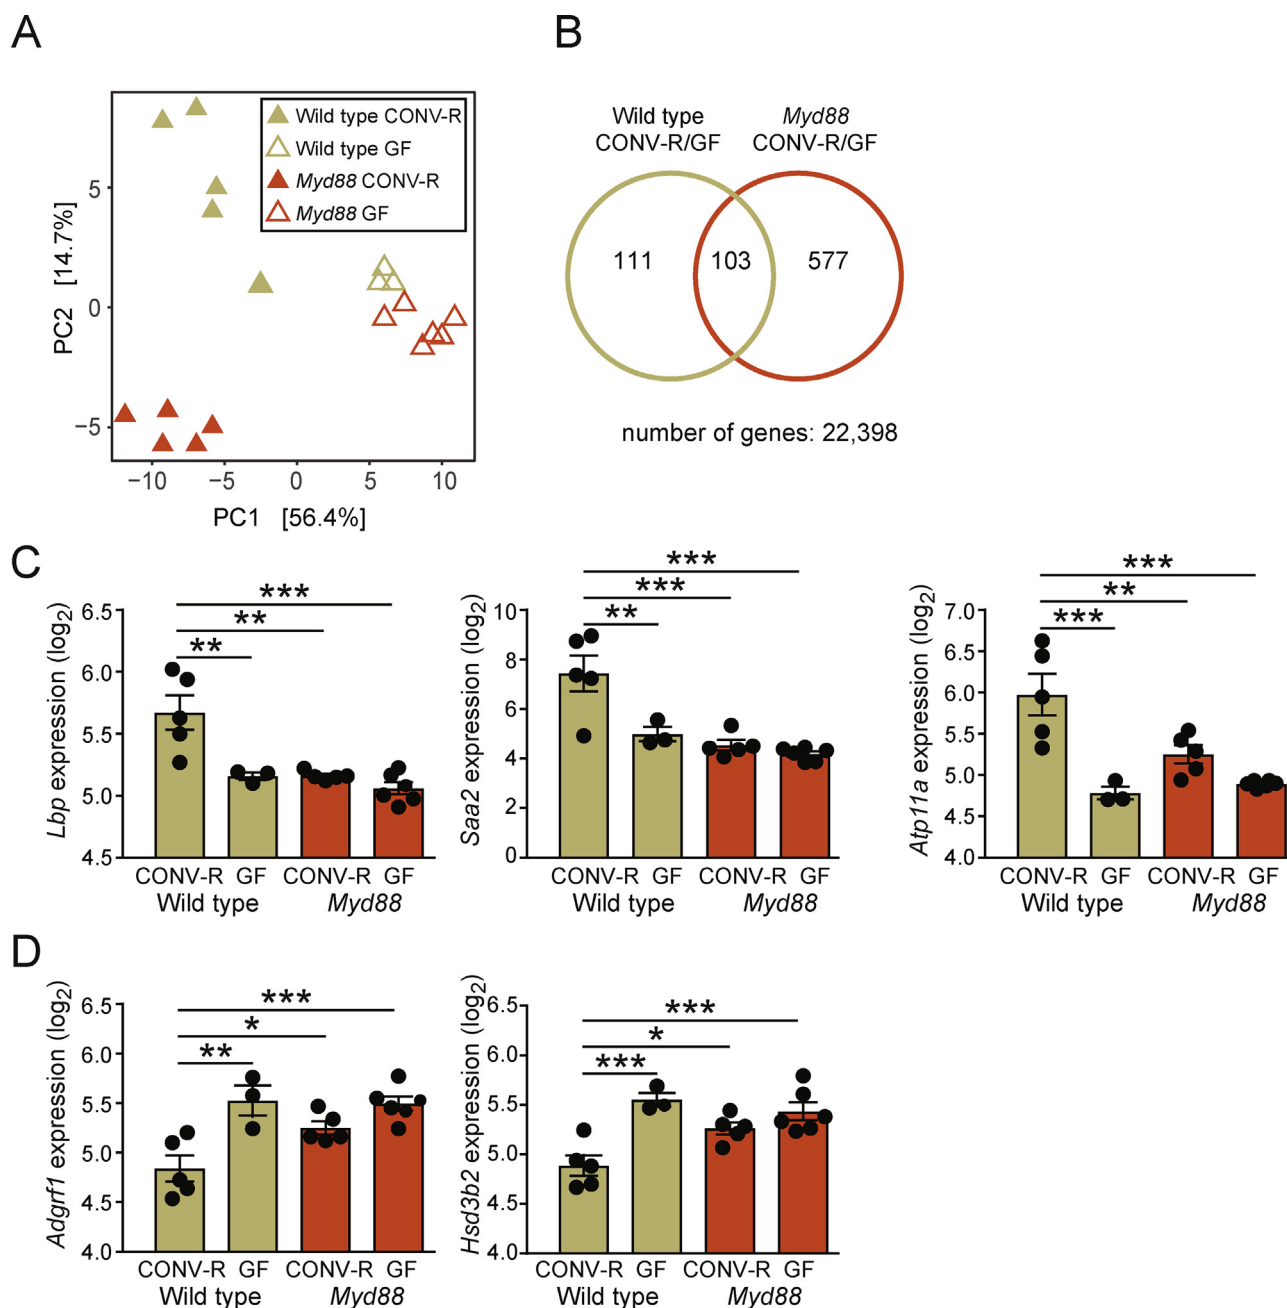 A
B
Wild type CONV-R
Wild type GF
Myd88 CONV-R
Myd88 GF
5
0
−5
PC2 [14.7%]
−10 −5 0 5 10
PC1 [56.4%]
Wild type
CONV-R/GF
Myd88
CONV-R/GF
111 103 577
number of genes: 22,398
C
Lbp expression (log2)
6.5
6.0
5.5
5.0
4.5
***
**
**
CONV-R GF CONV-R GF
Wild type Myd88
Saa2 expression (log2)
10
8
6
4
2
0
***
***
**
CONV-R GF CONV-R GF
Wild type Myd88
Atp11a expression (log2)
7.0
6.5
6.0
5.5
5.0
4.5
4.0
***
**
***
CONV-R GF CONV-R GF
Wild type Myd88
D
Adgrf1 expression (log2)
6.5
6.0
5.5
5.0
4.5
4.0
***
*
**
CONV-R GF CONV-R GF
Wild type Myd88
Hsd3b2 expression (log2)
6.5
6.0
5.5
5.0
4.5
4.0
***
*
***
CONV-R GF CONV-R GF
Wild type Myd88